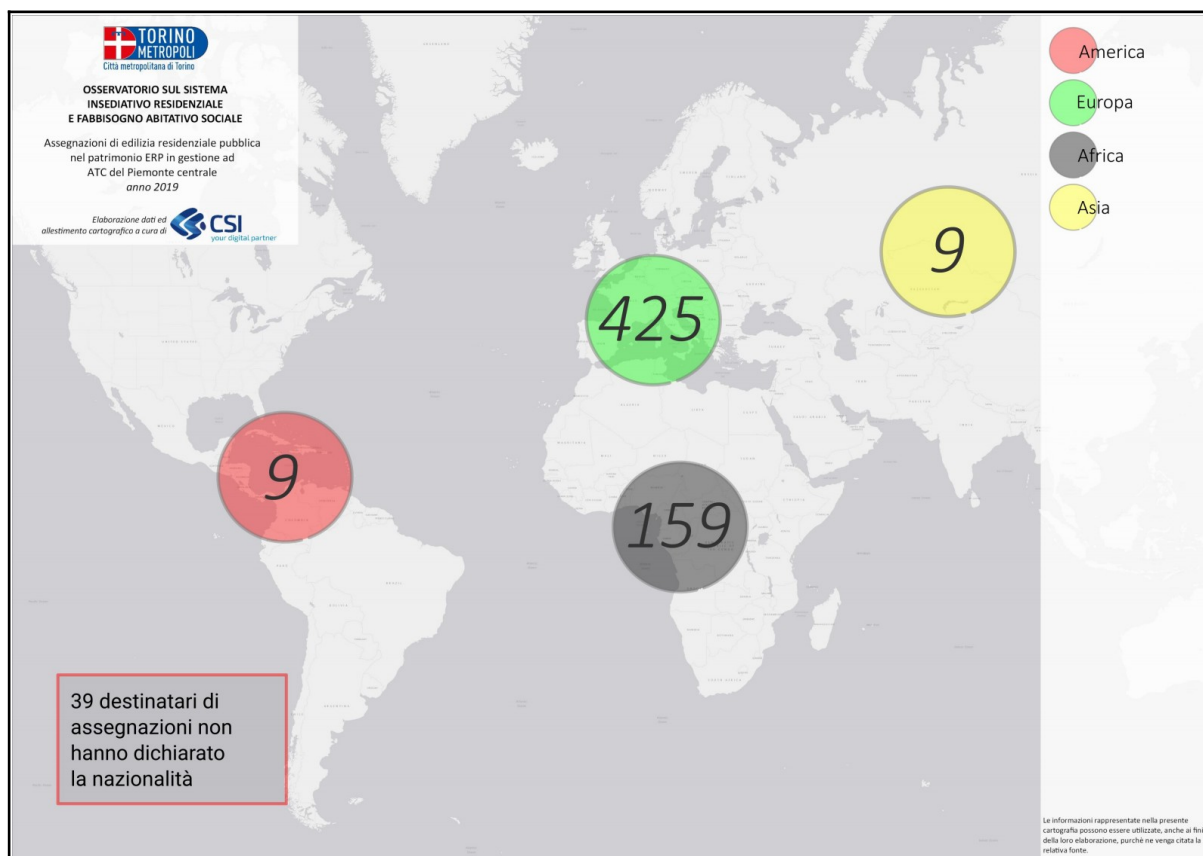 TORINO
METROPOLI
Città metropolitana di Torino
OSSERVATORIO SUL SISTEMA
INSEDIATIVO RESIDENZIALE
E FABBISOGNO ABITATIVO SOCIALE
Assegnazioni di edilizia residenziale pubblica
nel patrimonio ERP in gestione ad
ATC del Piemonte centrale
anno 2019
Elaborazione dati ed
allestimento cartografico a cura di
CSI
your digital partner
America
Europa
Africa
Asia
9
425
9
159
39 destinatari di
assegnazioni non
hanno dichiarato
la nazionalità
Le informazioni rappresentate nella presente
cartografia possono essere utilizzate, anche ai fini
della loro elaborazione, purchè ne venga citata la
relativa fonte.